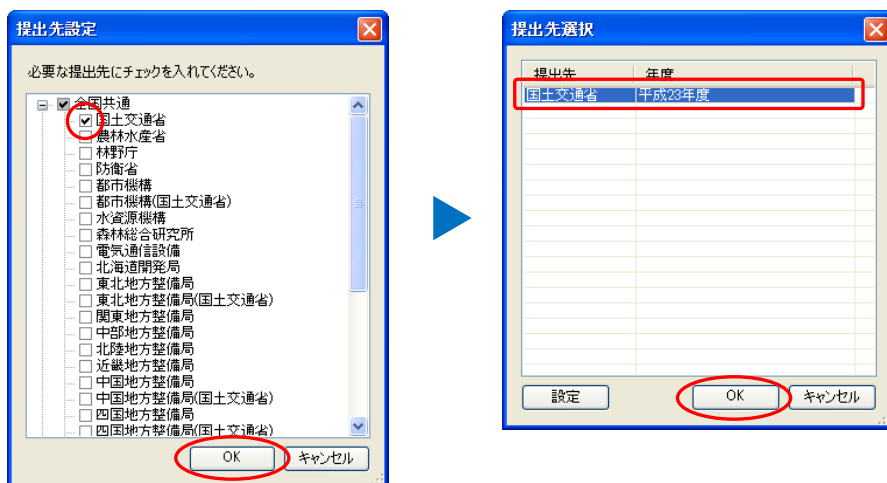 提出先設定
必要な提出先にチェックを入れてください。
全国共通
国土交通省
農林水産省
林野庁
防衛省
都市機構
都市機構(国土交通省)
水資源機構
森林総合研究所
電気通信設備
北海道開発局
東北地方整備局
東北地方整備局(国土交通省)
関東地方整備局
中部地方整備局
北陸地方整備局
近畿地方整備局
中国地方整備局
中国地方整備局(国土交通省)
四国地方整備局
四国地方整備局(国土交通省)
OK キャンセル
提出先選択
提出先 年度
国土交通省 平成23年度
設定 OK キャンセル